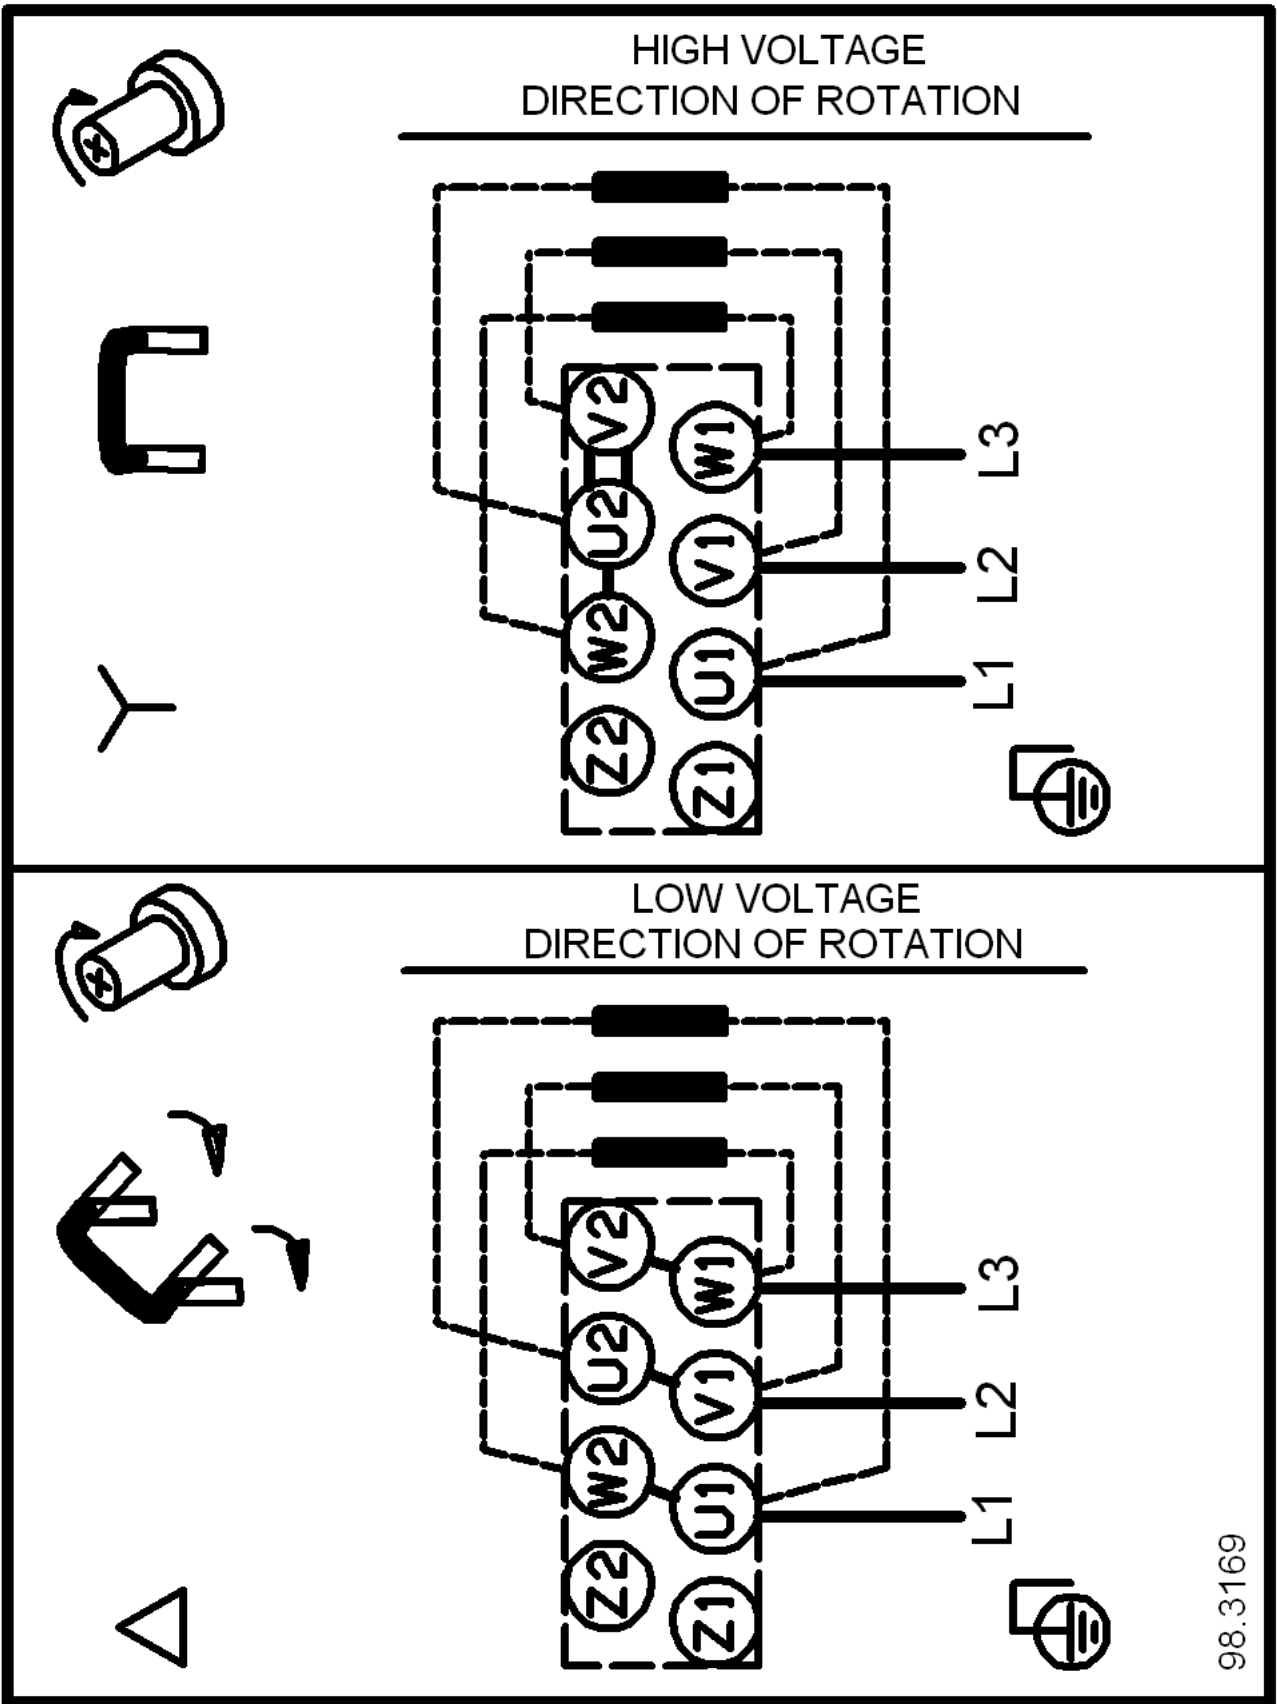 HIGH VOLTAGE
DIRECTION OF ROTATION
V2
W1
L3
U2
V1
L2
W2
U1
L1
Z2
Z1
LOW VOLTAGE
DIRECTION OF ROTATION
V2
W1
L3
U2
V1
L2
W2
U1
L1
Z2
Z1
98.3169